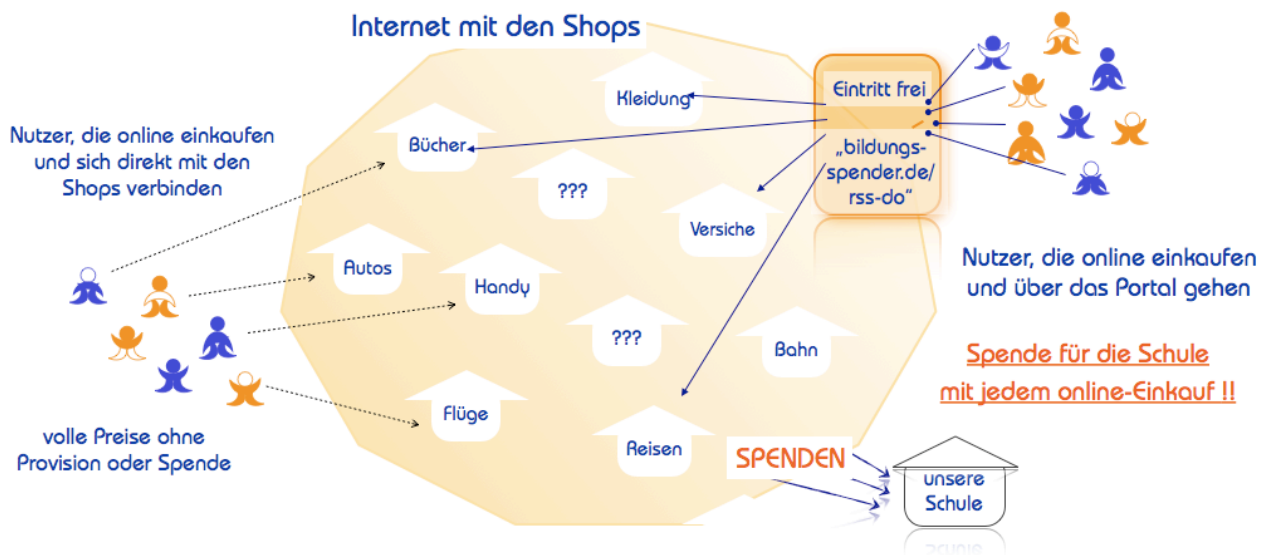 Internet mit den Shops
Kleidung
Eintritt frei
„bildungs-
spender.de/
rss-do“
Nutzer, die online einkaufen
und sich direkt mit den
Shops verbinden
Bücher
???
Versiche
Autos
Handy
Nutzer, die online einkaufen
und über das Portal gehen
???
Bahn
Spende für die Schule
mit jedem online-Einkauf !!
Flüge
volle Preise ohne
Provision oder Spende
Reisen
SPENDEN
unsere
Schule